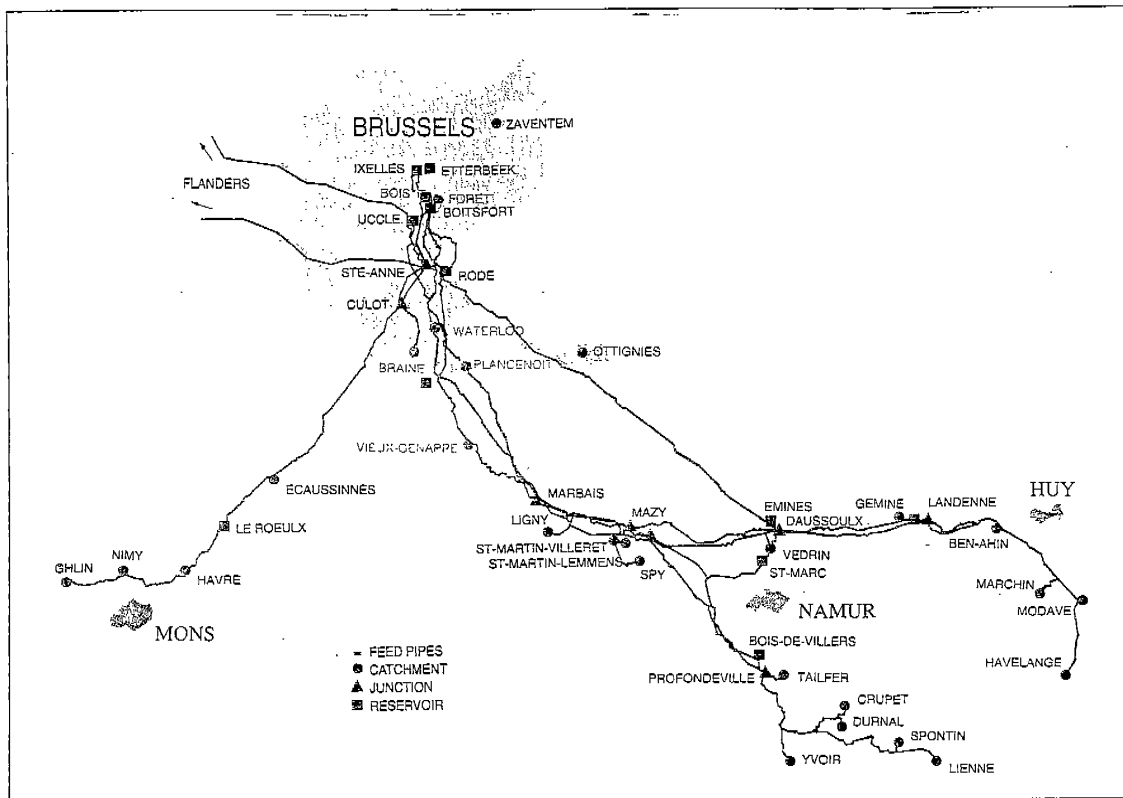 BRUSSELS
ZAVENTEM
IXELLES
ETTERBEEK
FLANDERS
BOIS
FORET
BOITSFORT
UCCLE
STE-ANNE
RODE
CULOT
WATERLOO
OTTIGNIES
BRAINE
PLANCENOIT
VIEUX-GENAPPE
ECAUSSINNES
MARBAIS
EMINES
GEMINE
LANDENNE
HUY
LE ROEULX
LIGNY
MAZY
DAUSSOULX
NIMY
ST-MARTIN-VILLERET
VEDRIN
BEN-AHIN
GHLIN
HAVRE
ST-MARTIN-LEMMENS
SPY
ST-MARC
MARCHIN
MODAVE
MONS
NAMUR
BOIS-DE-VILLERS
FEED PIPES
CATCHMENT
JUNCTION
RESERVOIR
PROFONDEVILLE
TAILFER
HAVELANGE
CRUPET
DURNAL
SPONTIN
YVOIR
LIENNE